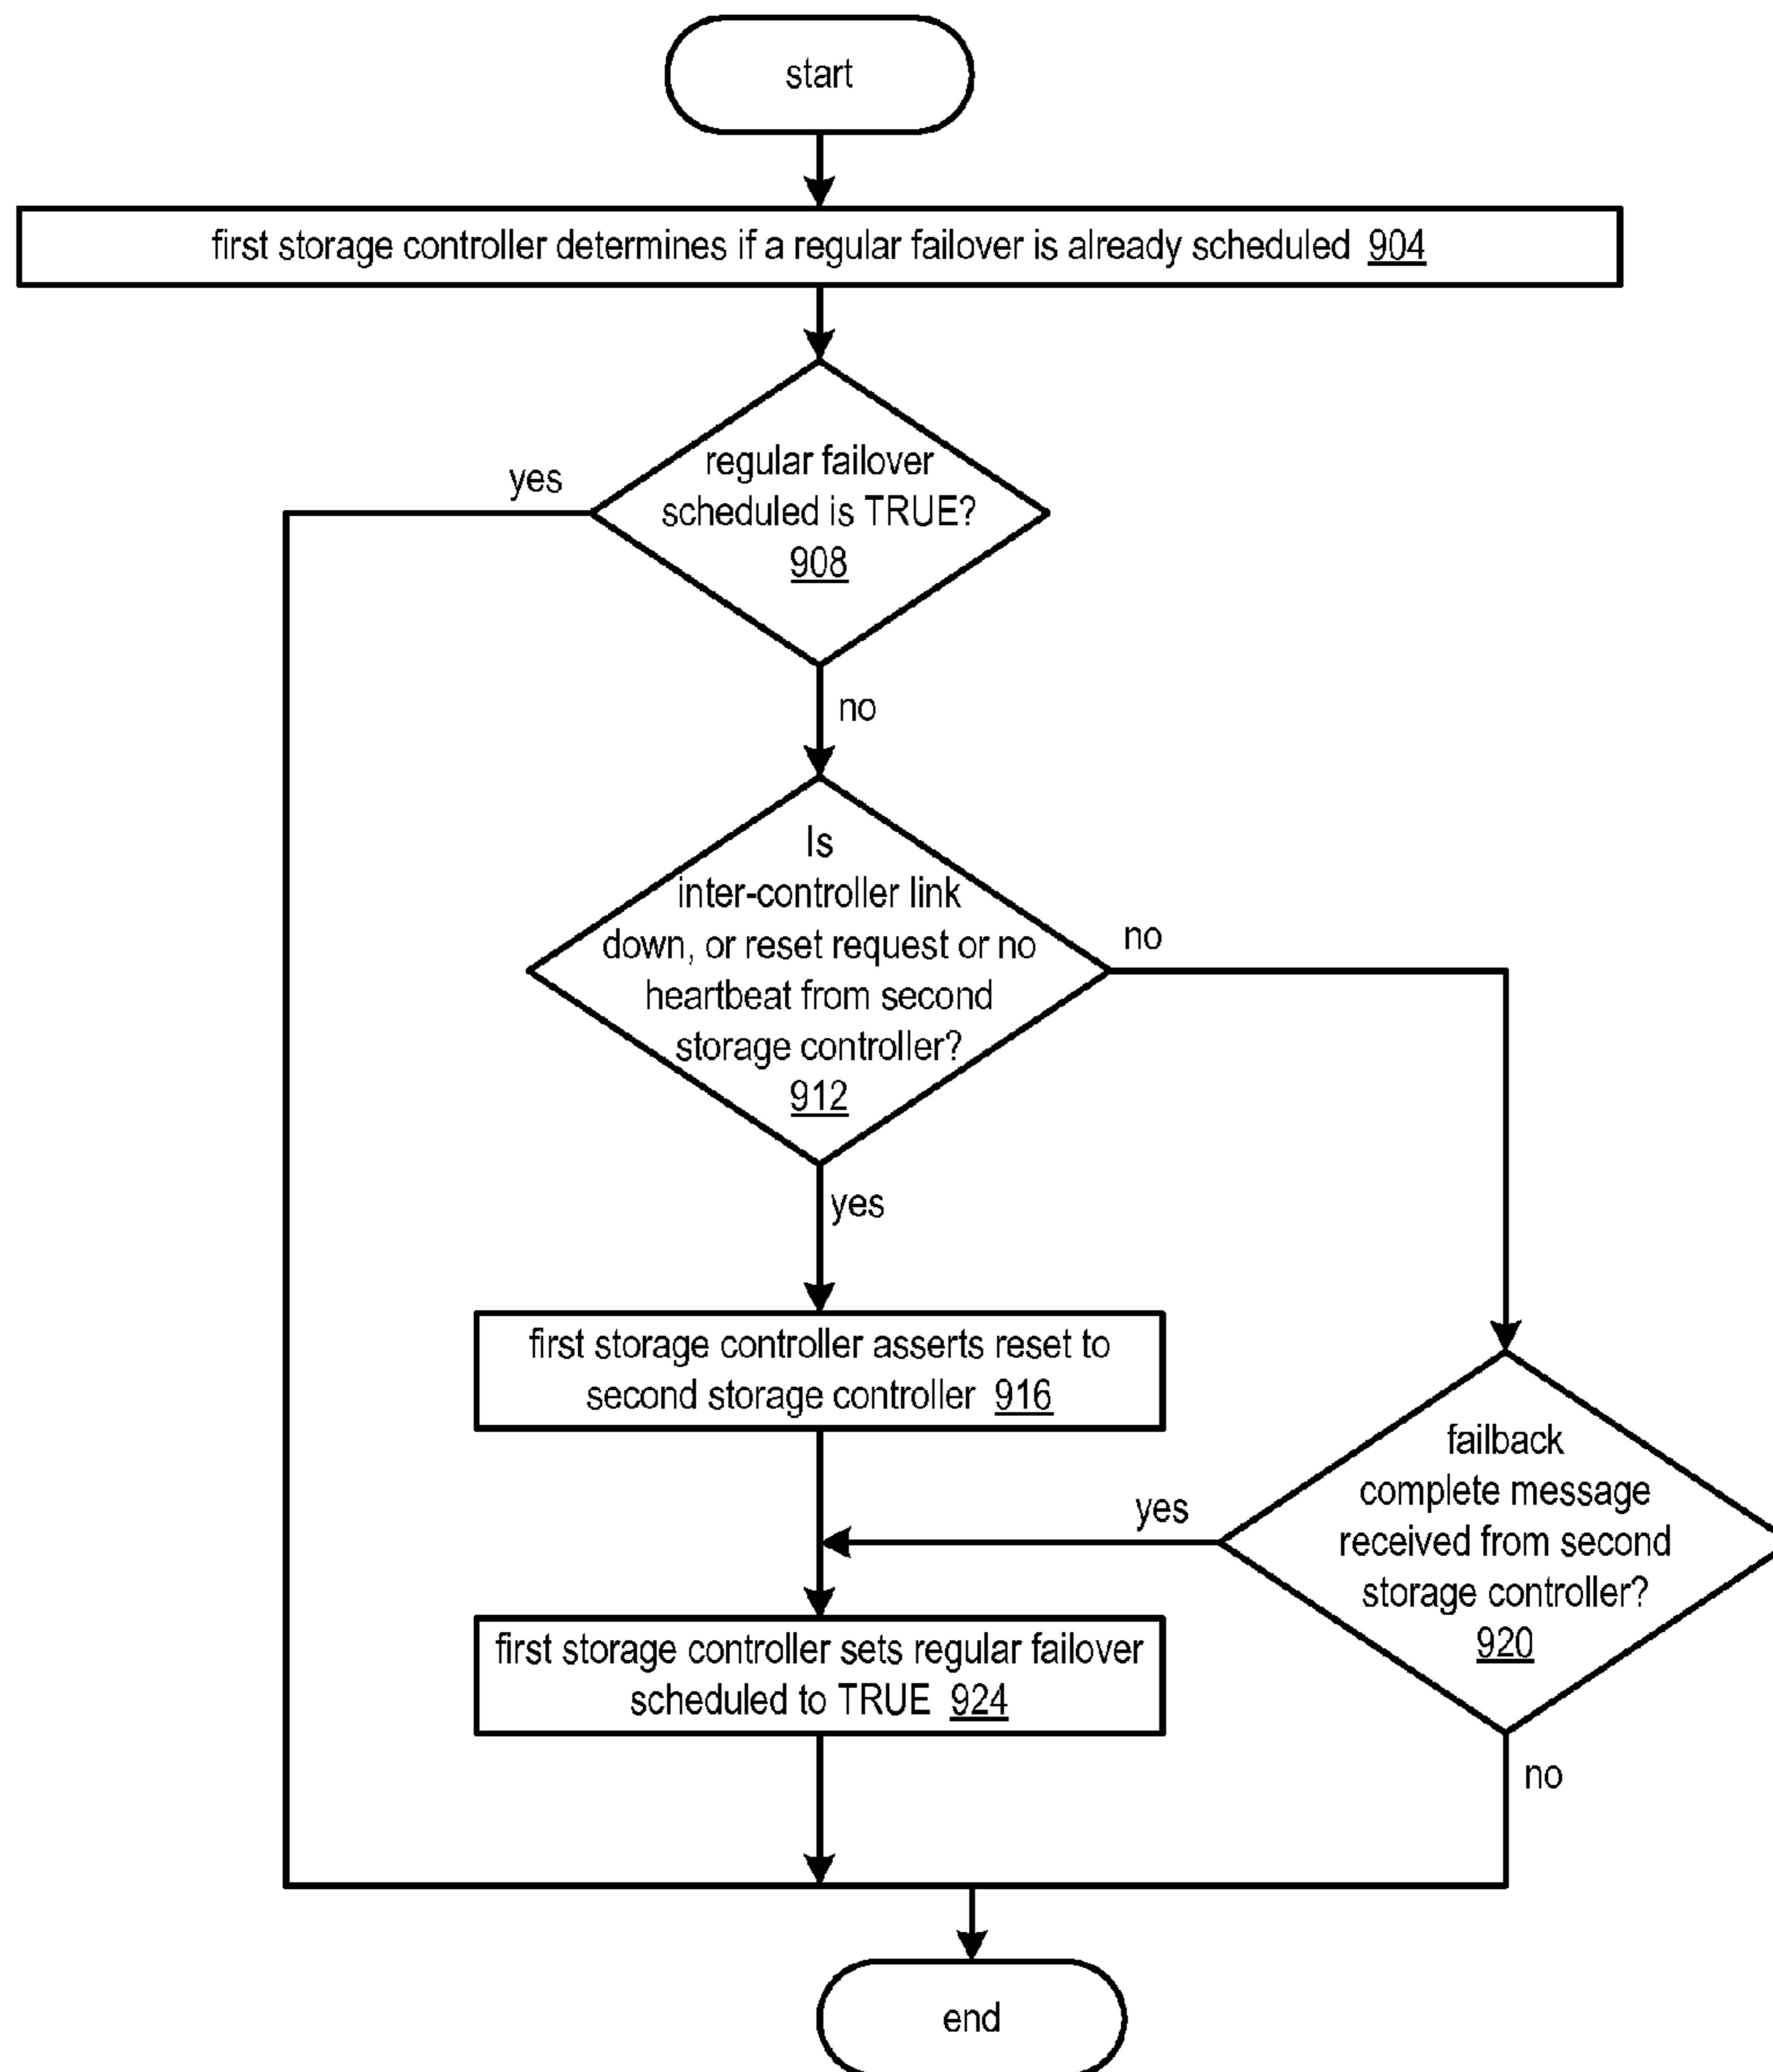 start
first storage controller determines if a regular failover is already scheduled 904
yes
regular failover
scheduled is TRUE?
908
no
Is
inter-controller link
down, or reset request or no
heartbeat from second
storage controller?
912
no
yes
first storage controller asserts reset to
second storage controller 916
failback
complete message
received from second
storage controller?
920
yes
first storage controller sets regular failover
scheduled to TRUE 924
no
end